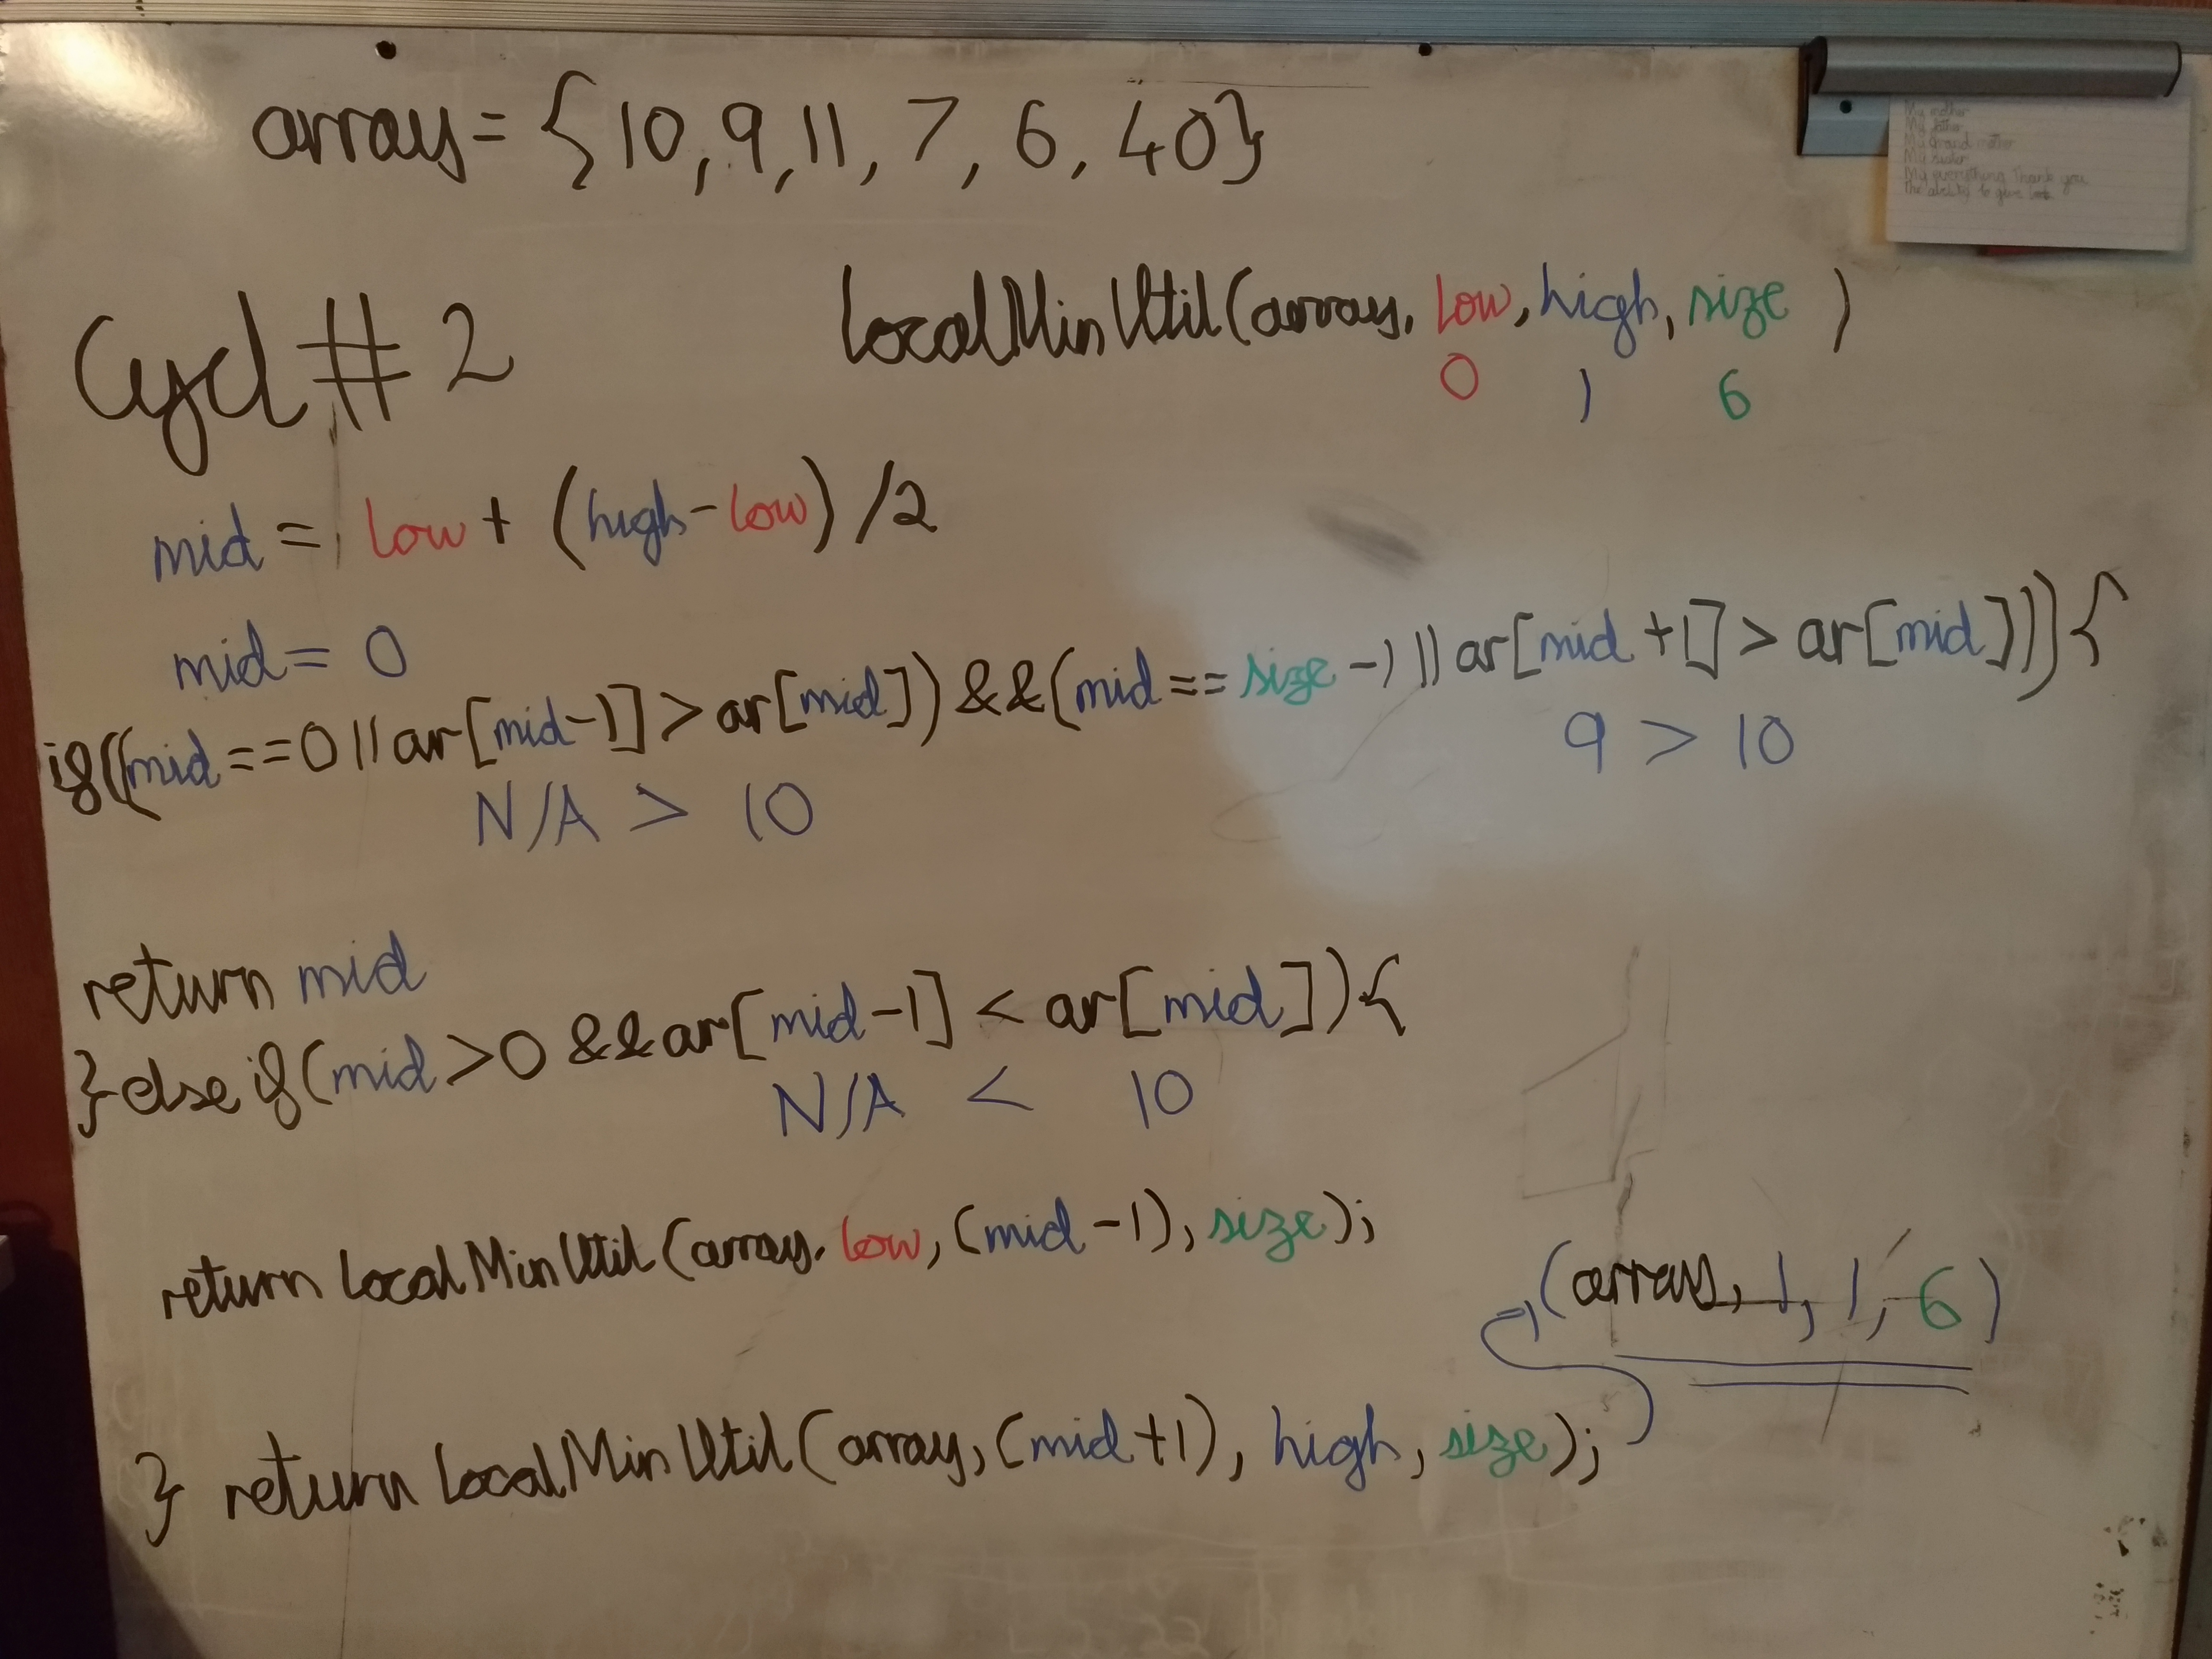 array = {10, 9, 11, 7, 6, 40}
My mother
My father
My Grand mother
My sister
My everything Thank you
The ability to give
Cycl # 2
LocalMinUtil(array, low, high, size )
0 1 6
mid = low + (high-low) /2
mid = 0
if((mid==0 || ar[mid-1] > ar[mid]) && (mid == size -1 || ar[mid +1] > ar[mid])){
N/A > 10
9 > 10
return mid
} else if(mid>0 && ar[mid-1] < ar[mid]){
N/A < 10
return LocalMinUtil(array, low, (mid-1), size);
(array, 1, 1, 6)
} return LocalMinUtil(array, (mid+1), high, size);